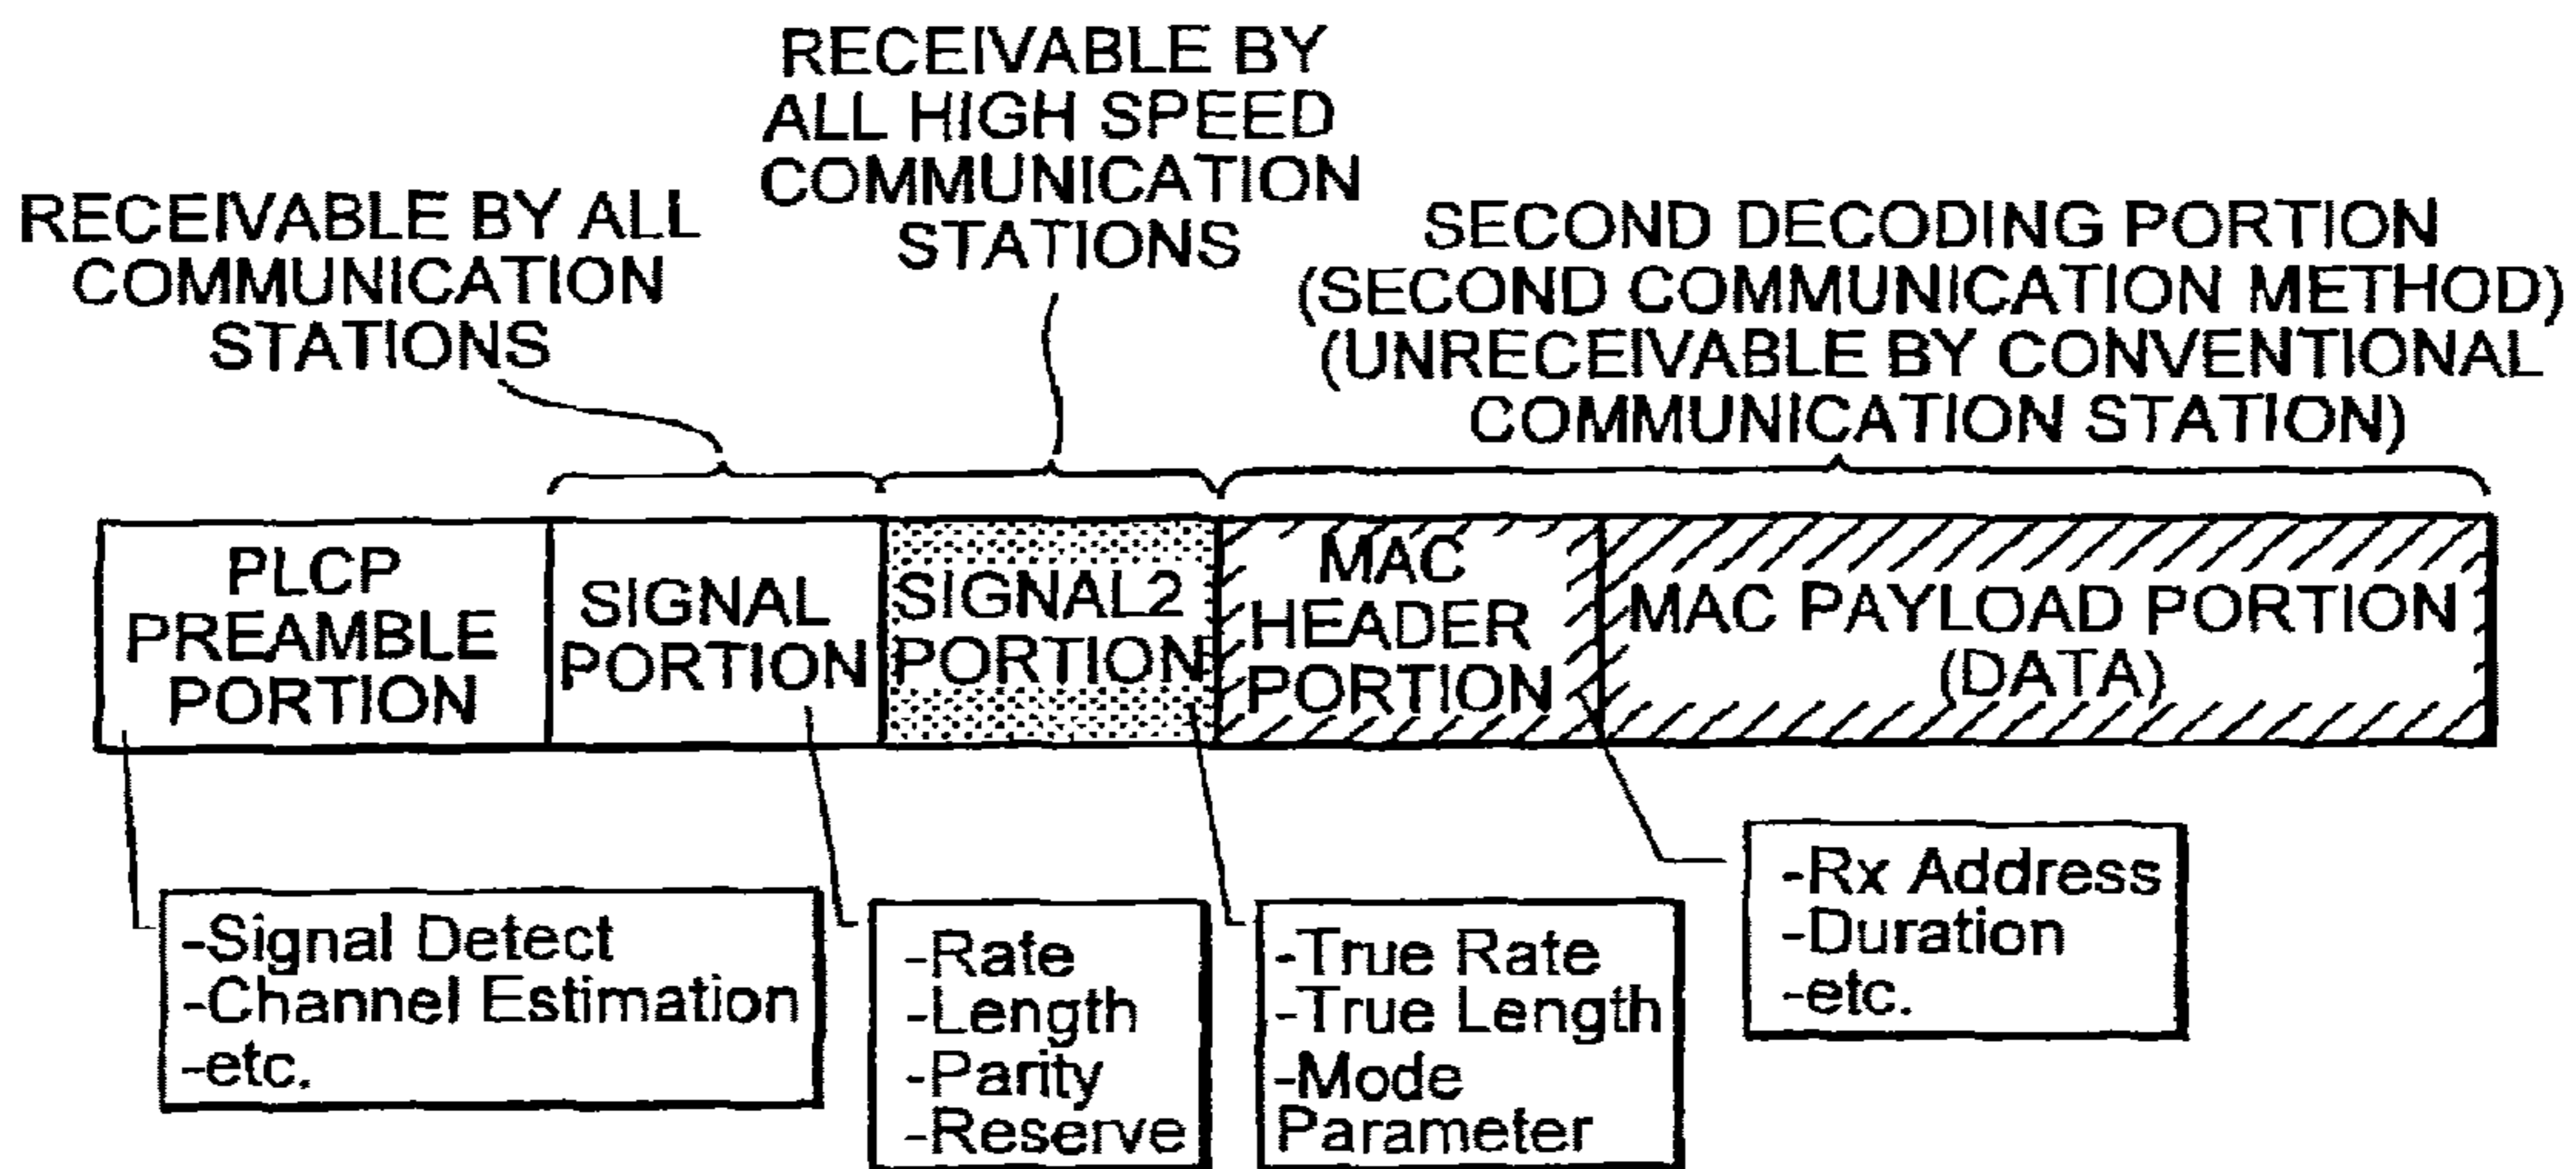 RECEIVABLE BY ALL
COMMUNICATION
STATIONS
RECEIVABLE BY
ALL HIGH SPEED
COMMUNICATION
STATIONS
SECOND DECODING PORTION
(SECOND COMMUNICATION METHOD)
(UNRECEIVABLE BY CONVENTIONAL
COMMUNICATION STATION)
PLCP
PREAMBLE
PORTION
SIGNAL
PORTION
SIGNAL2
PORTION
MAC
HEADER
PORTION
MAC PAYLOAD PORTION
(DATA)
-Signal Detect
-Channel Estimation
-etc.
-Rate
-Length
-Parity
-Reserve
-True Rate
-True Length
-Mode
Parameter
-Rx Address
-Duration
-etc.